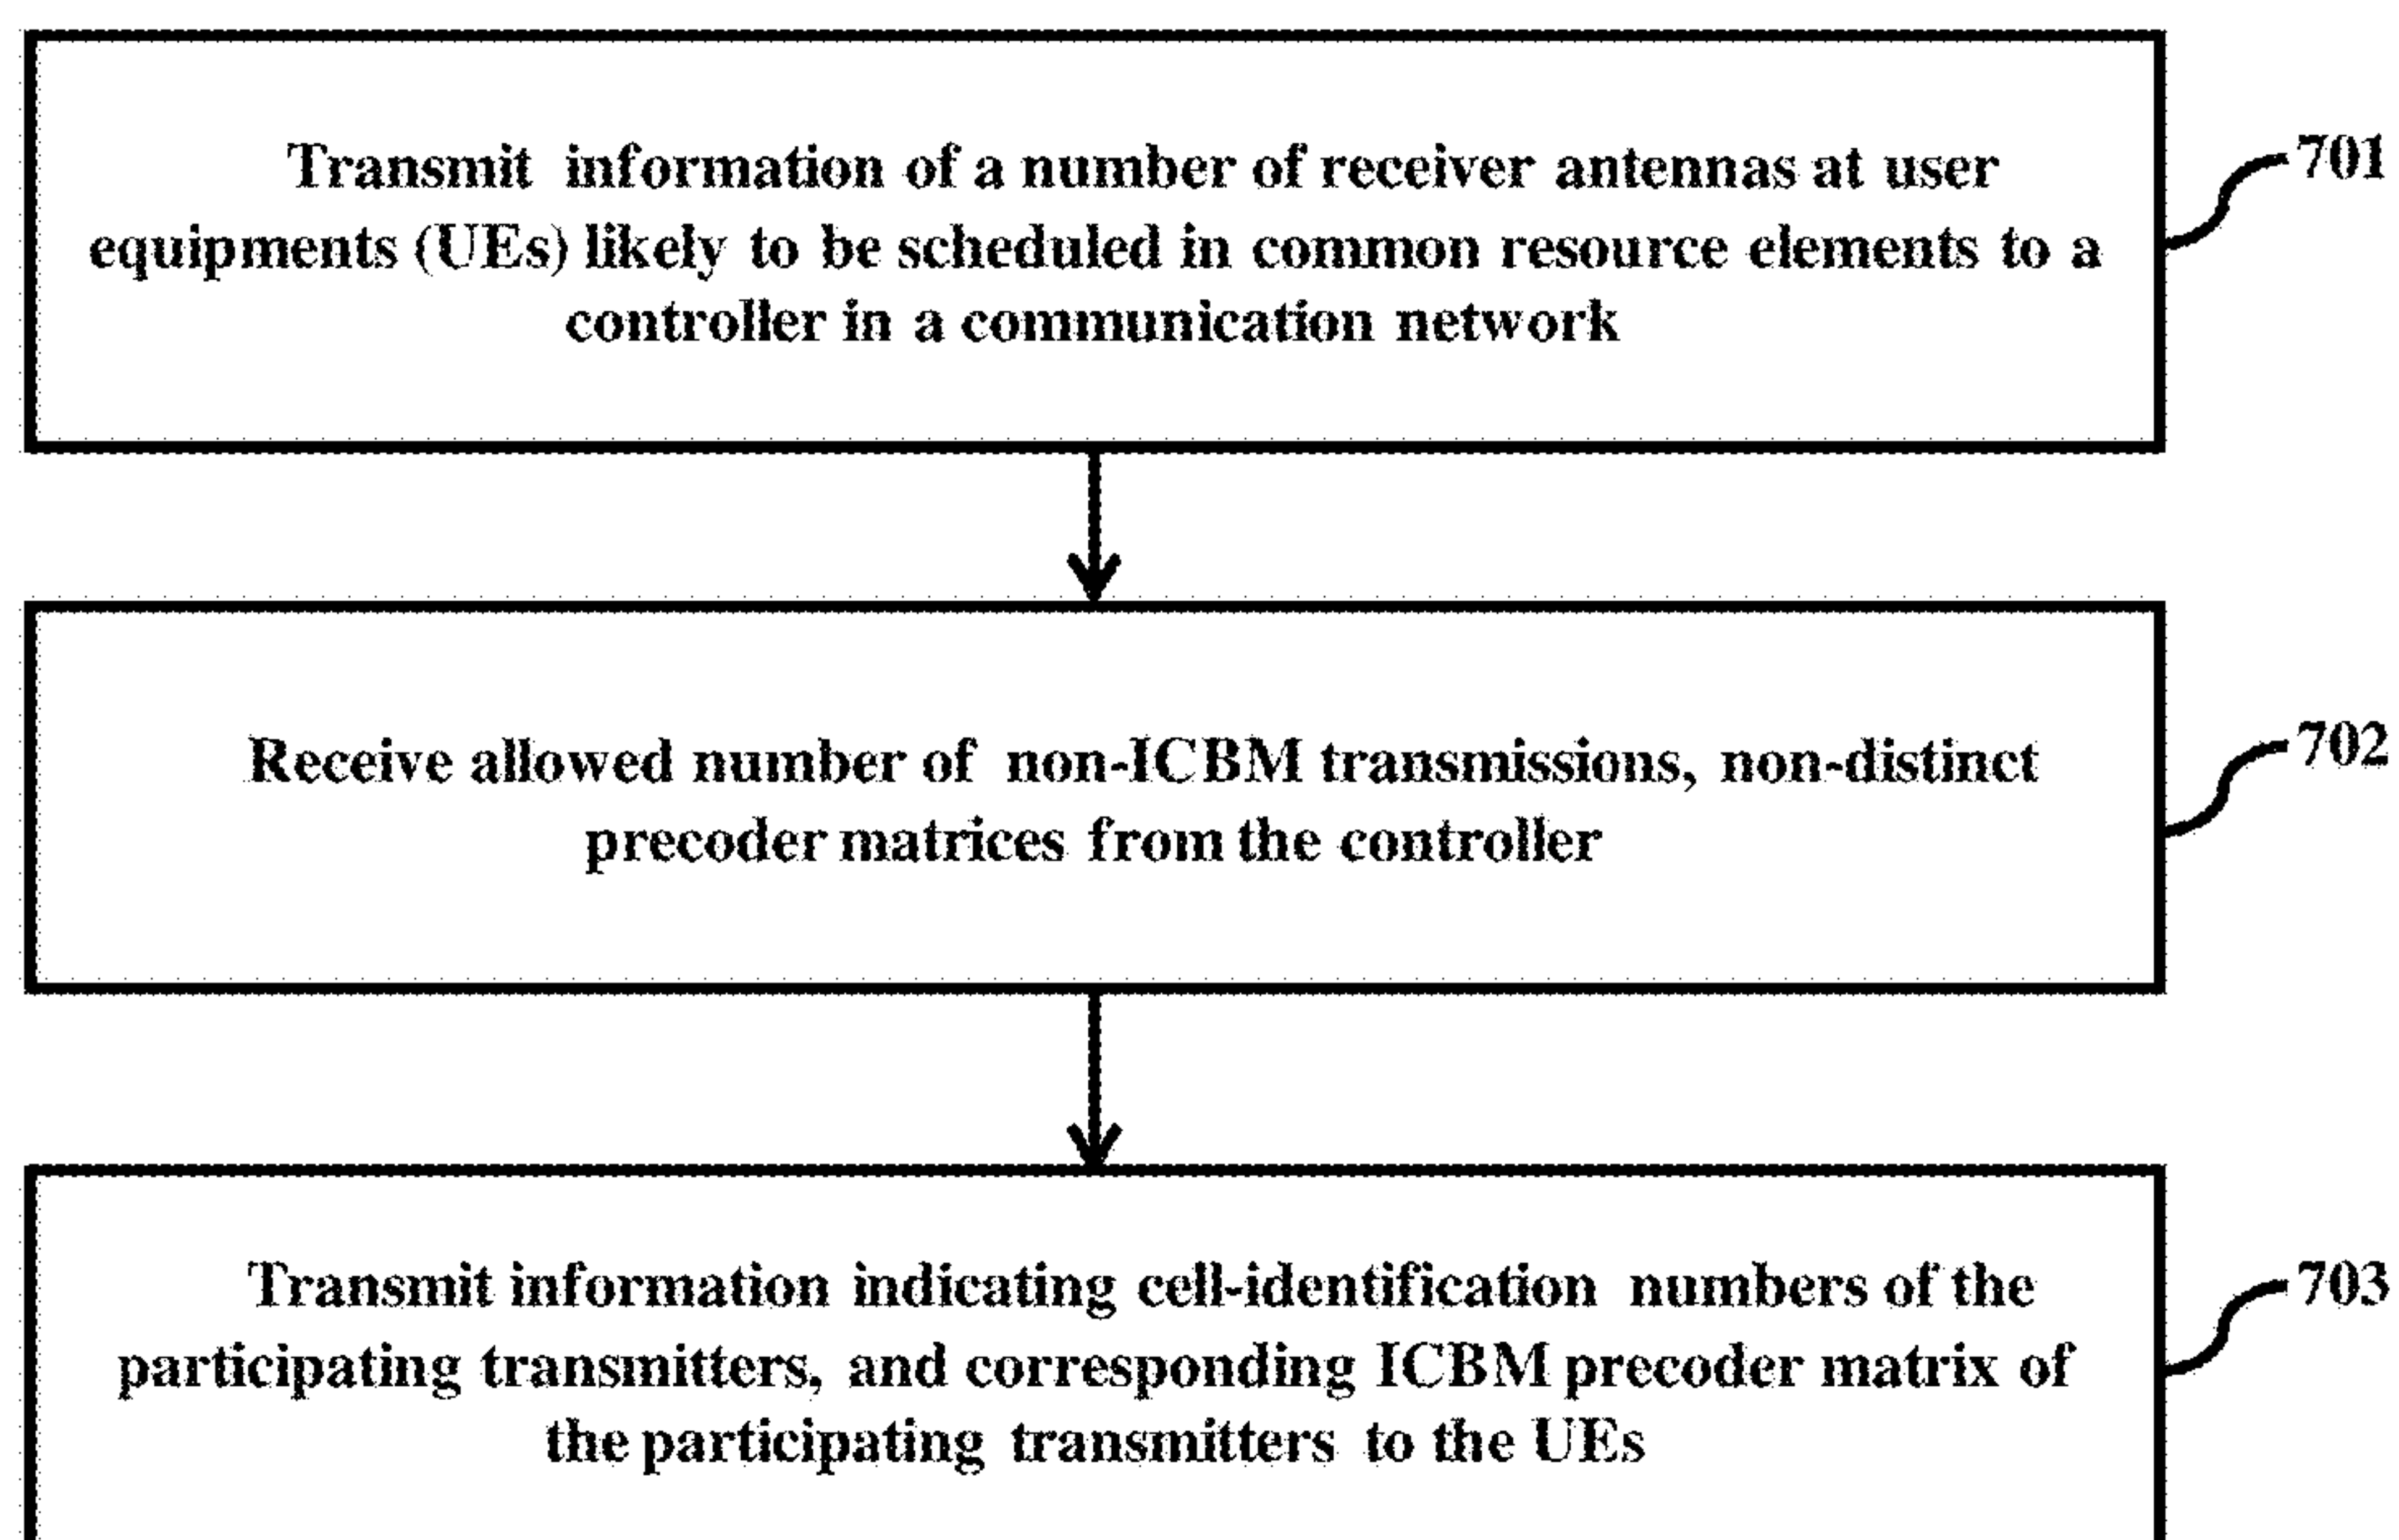 Transmit information of a number of receiver antennas at user
equipments (UEs) likely to be scheduled in common resource elements to a
controller in a communication network
701
Receive allowed number of non-ICBM transmissions, non-distinct
precoder matrices from the controller
702
Transmit information indicating cell-identification numbers of the
participating transmitters, and corresponding ICBM precoder matrix of
the participating transmitters to the UEs
703